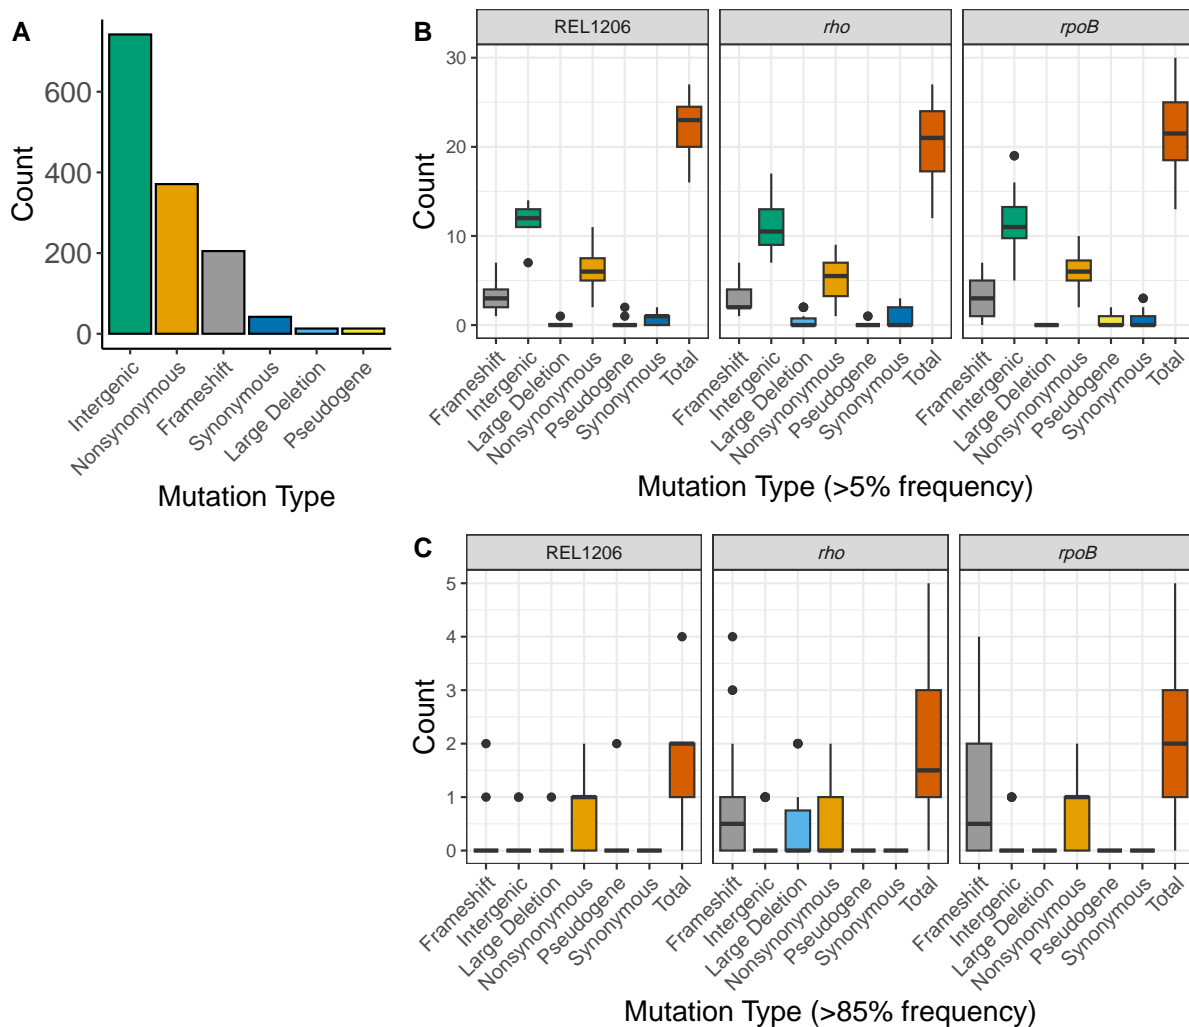 A
Count
600
400
200
0
Intergenic
Nonsynonymous
Frameshift
Synonymous
Large Deletion
Pseudogene
Mutation Type
B
REL1206
rho
rpoB
Count
30
20
10
0
Frameshift
Intergenic
Large Deletion
Nonsynonymous
Pseudogene
Synonymous
Total
Frameshift
Intergenic
Large Deletion
Nonsynonymous
Pseudogene
Synonymous
Total
Frameshift
Intergenic
Large Deletion
Nonsynonymous
Pseudogene
Synonymous
Total
Mutation Type (>5% frequency)
C
REL1206
rho
rpoB
Count
5
4
3
2
1
0
Frameshift
Intergenic
Large Deletion
Nonsynonymous
Pseudogene
Synonymous
Total
Frameshift
Intergenic
Large Deletion
Nonsynonymous
Pseudogene
Synonymous
Total
Frameshift
Intergenic
Large Deletion
Nonsynonymous
Pseudogene
Synonymous
Total
Mutation Type (>85% frequency)